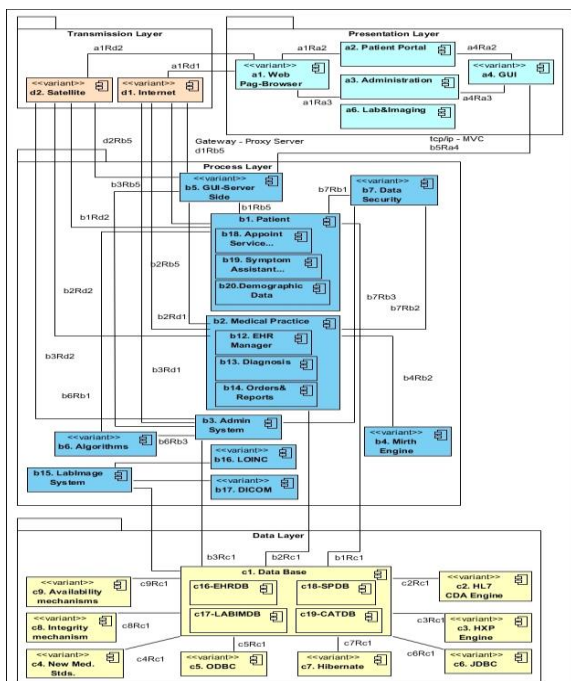 Transmission Layer
Presentation Layer
a1Rd2
a1Ra2
a2. Patient Portal
a4Ra2
<<variant>>
d2. Satellite
<<variant>>
d1. Internet
a1Rd1
<<variant>>
a1. Web
Pag-Browser
a3. Administration
<<variant>>
a4. GUI
a1Ra3
a4Ra3
a6. Lab&Imaging
d2Rb5
Gateway - Proxy Server
d1Rb5
tcp/ip - MVC
b5Ra4
Process Layer
b3Rb5
<<variant>>
b5. GUI-Server
Side
b7Rb1
<<variant>>
b7. Data
Security
b1Rd2
b1Rb5
b1. Patient
b18. Appoint
Service...
b2Rb5
b19. Symptom
Assistant...
b7Rb3
b20.Demographic
Data
b2Rd2
b7Rb2
b2Rd1
b2. Medical Practice
b12. EHR
Manager
b3Rd2
b3Rd1
b13. Diagnosis
b4Rb2
b14. Orders&
Reports
b6Rb1
b3. Admin
System
<<variant>>
b6. Algorithms
b6Rb3
<<variant>>
b4. Mirth
Engine
<<variant>>
b16. LOINC
b15. LabImage
System
<<variant>>
b17. DICOM
Data Layer
b3Rc1
b2Rc1
b1Rc1
c1. Data Base
<<variant>>
c9. Availability
mechanisms
c9Rc1
c16-EHRDB
c18-SPDB
c2Rc1
<<variant>>
c2. HL7
CDA Engine
<<variant>>
c8. Integrity
mechanism
c8Rc1
c17-LABIMDB
c19-CATDB
c3Rc1
<<variant>>
c3. HXP
Engine
<<variant>>
c4. New Med.
Stds.
c4Rc1
c5Rc1
<<variant>>
c5. ODBC
c7Rc1
<<variant>>
c7. Hibernate
c6Rc1
<<variant>>
c6. JDBC